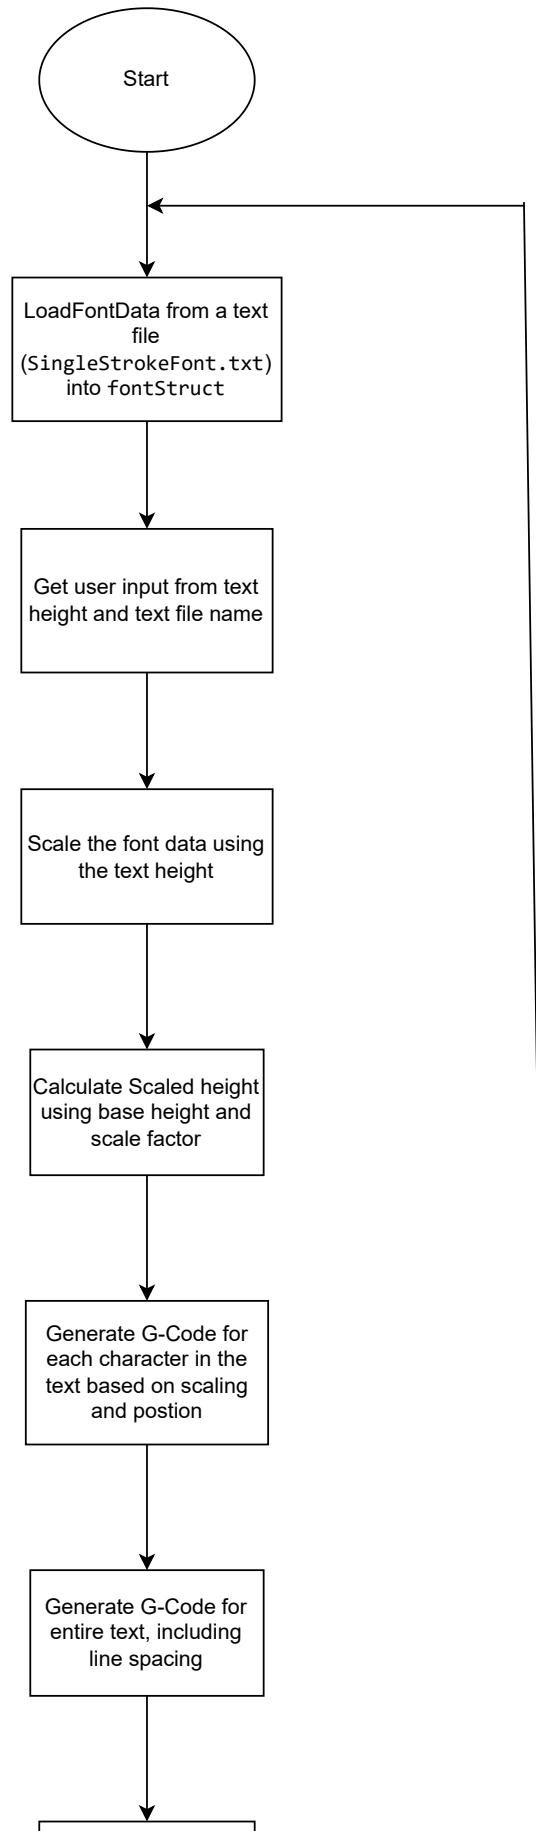 Start
LoadFontData from a text
file
(SingleStrokeFont.txt)
into fontStruct
Get user input from text
height and text file name
Scale the font data using
the text height
Calculate Scaled height
using base height and
scale factor
Generate G-Code for
each character in the
text based on scaling
and postion
Generate G-Code for
entire text, including
line spacing